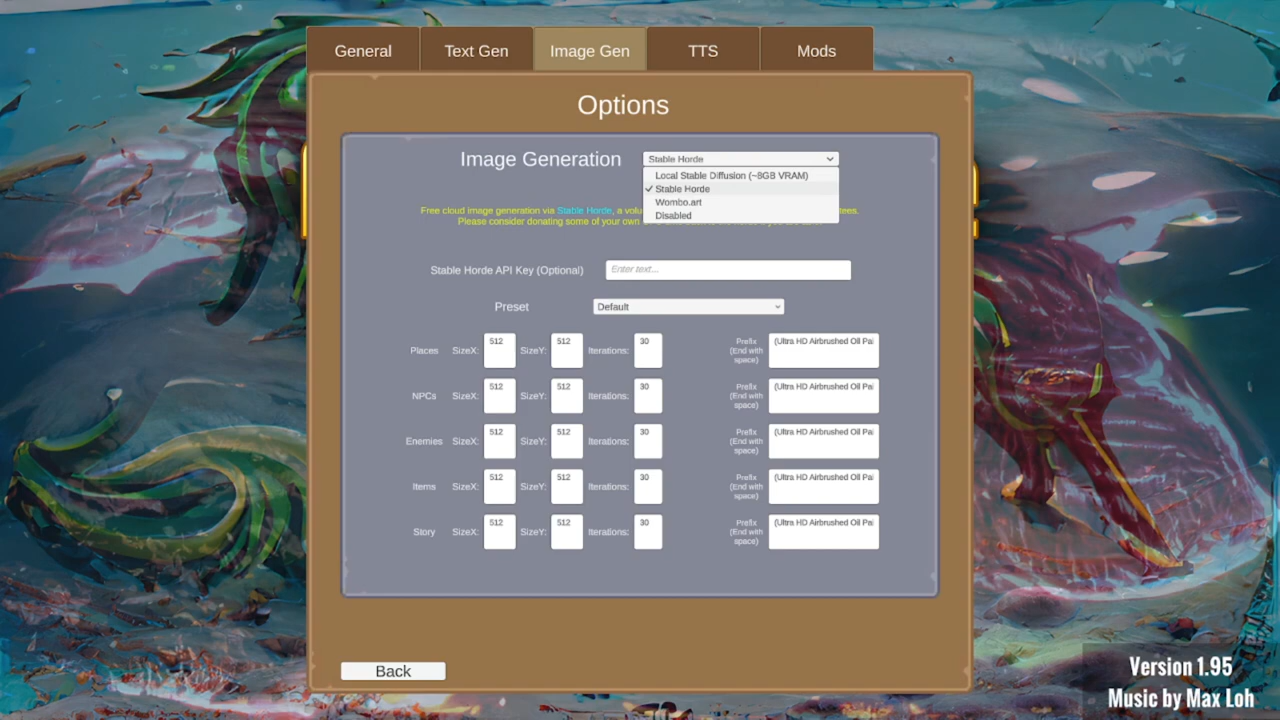 General Text Gen Image Gen TTS Mods
Options
Image Generation Stable Horde
Local Stable Diffusion (~8GB VRAM)
Stable Horde
Wombo.art
Disabled
Free cloud image generation via Stable Horde, a tees.
Please consider donating some of your own
Stable Horde API Key (Optional) Enter text...
Preset Default
Places SizeX: 512 SizeY: 512 Iterations: 30 Prefix (End with space) (Ultra HD Airbrushed Oil Pai
NPCs SizeX: 512 SizeY: 512 Iterations: 30 Prefix (End with space) (Ultra HD Airbrushed Oil Pai
Enemies SizeX: 512 SizeY: 512 Iterations: 30 Prefix (End with space) (Ultra HD Airbrushed Oil Pai
Items SizeX: 512 SizeY: 512 Iterations: 30 Prefix (End with space) (Ultra HD Airbrushed Oil Pai
Story SizeX: 512 SizeY: 512 Iterations: 30 Prefix (End with space) (Ultra HD Airbrushed Oil Pai
Back
Version 1.95
Music by Max Loh